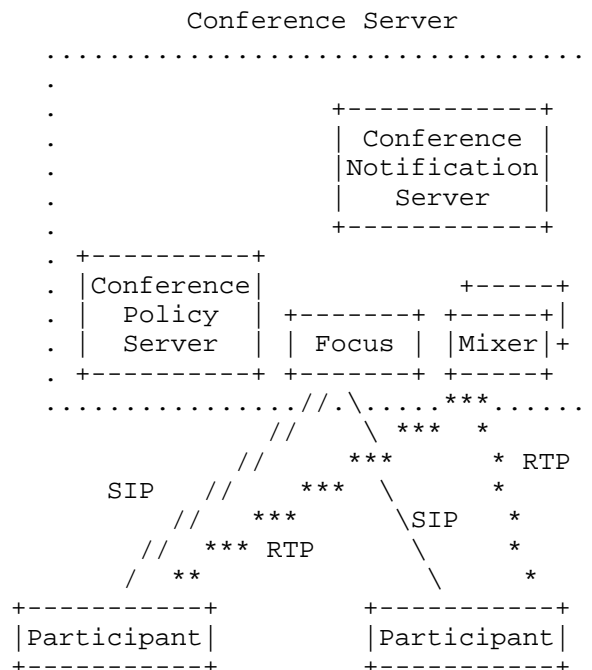 Conference Server
Conference
Notification
Server
Conference
Policy
Server
Focus
Mixer
RTP
SIP
SIP
RTP
Participant
Participant